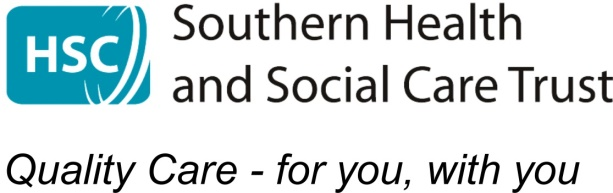 HSC
Southern Health
and Social Care Trust
Quality Care - for you, with you